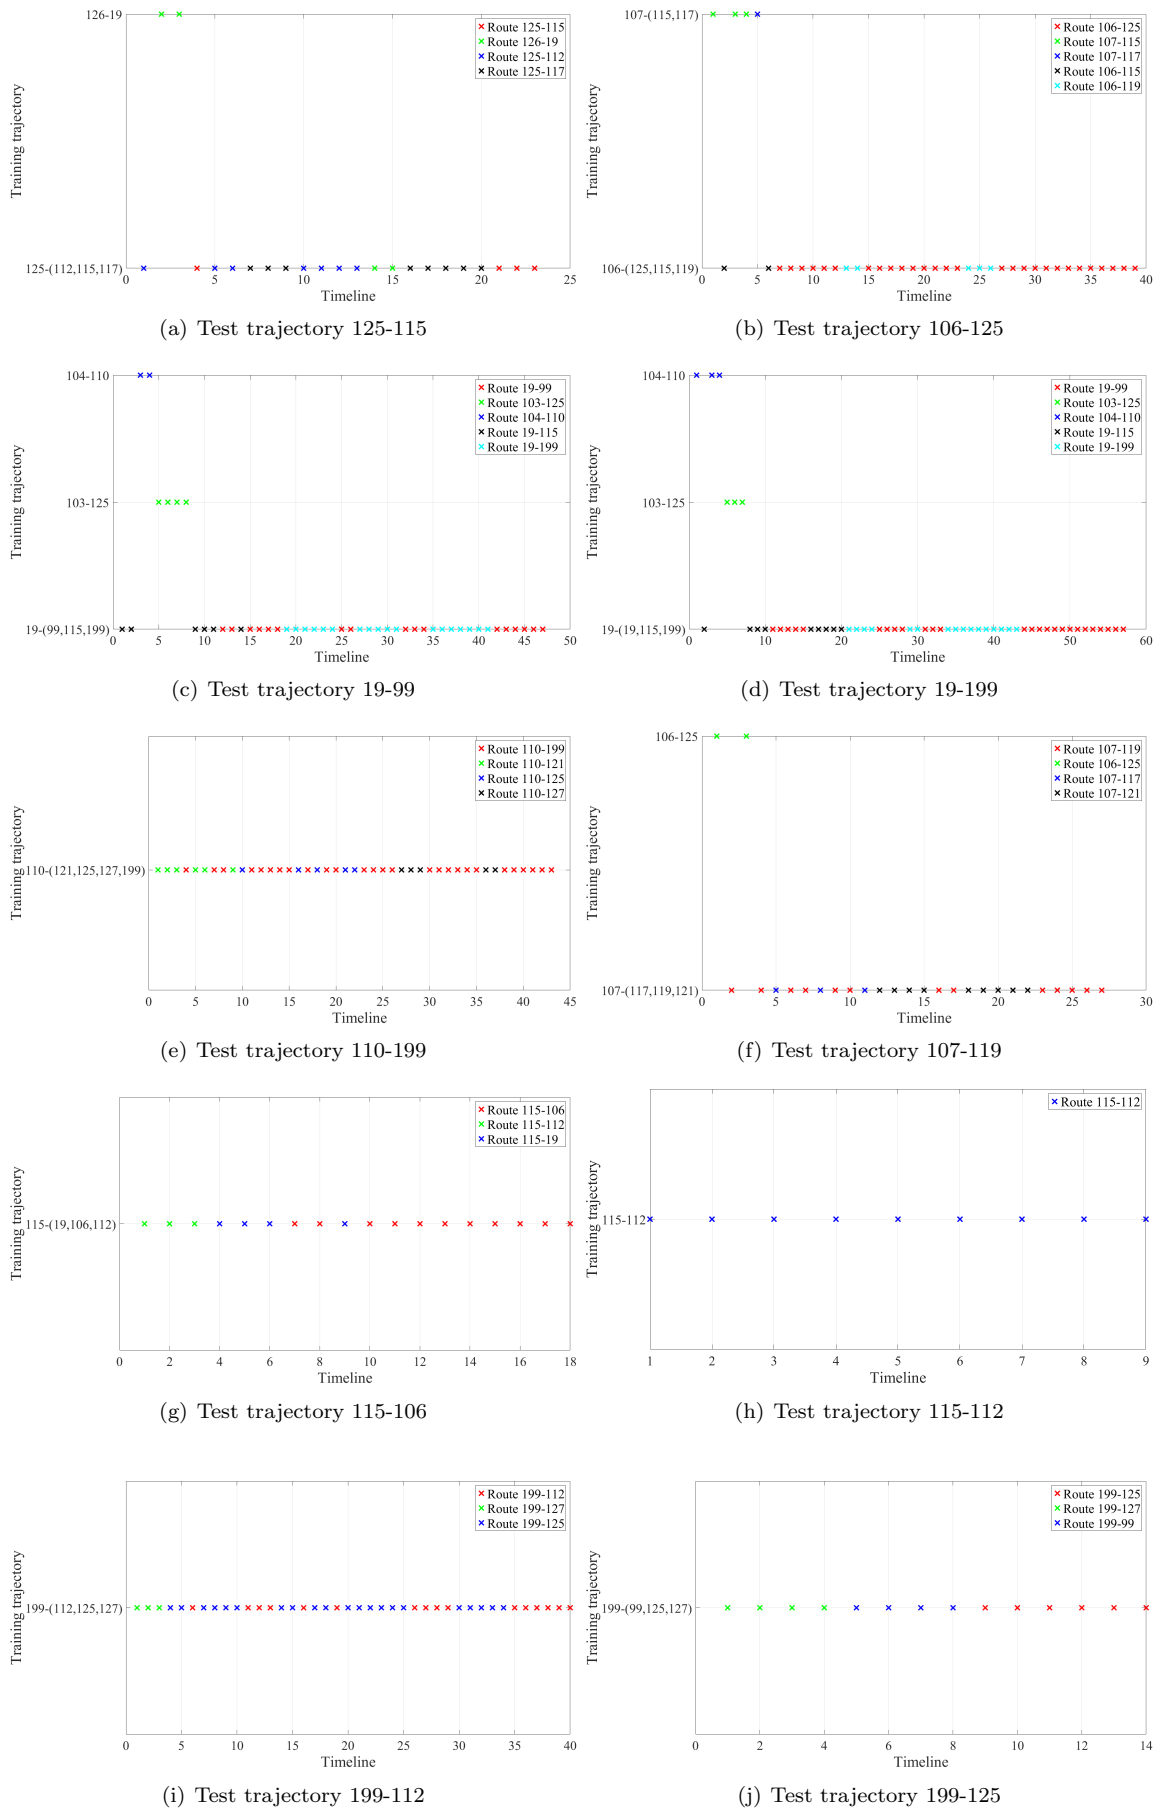 126-19
Route 125-115
Route 126-19
Route 125-112
Route 125-117
Training trajectory
125-(112,115,117)
0 5 10 15 20 25
Timeline
(a) Test trajectory 125-115
107-(115,117)
Route 106-125
Route 107-115
Route 107-117
Route 106-115
Route 106-119
Training trajectory
106-(125,115,119)
0 5 10 15 20 25 30 35 40
Timeline
(b) Test trajectory 106-125
104-110
Route 19-99
Route 103-125
Route 104-110
Route 19-115
Route 19-199
Training trajectory
103-125
19-(99,115,199)
0 5 10 15 20 25 30 35 40 45 50
Timeline
(c) Test trajectory 19-99
104-110
Route 19-99
Route 103-125
Route 104-110
Route 19-115
Route 19-199
Training trajectory
103-125
19-(19,115,199)
0 10 20 30 40 50 60
Timeline
(d) Test trajectory 19-199
Route 110-199
Route 110-121
Route 110-125
Route 110-127
Training trajectory
110-(121,125,127,199)
0 5 10 15 20 25 30 35 40 45
Timeline
(e) Test trajectory 110-199
106-125
Route 107-119
Route 106-125
Route 107-117
Route 107-121
Training trajectory
107-(117,119,121)
0 5 10 15 20 25 30
Timeline
(f) Test trajectory 107-119
Route 115-106
Route 115-112
Route 115-19
Training trajectory
115-(19,106,112)
0 2 4 6 8 10 12 14 16 18
Timeline
(g) Test trajectory 115-106
Route 115-112
Training trajectory
115-112
1 2 3 4 5 6 7 8 9
Timeline
(h) Test trajectory 115-112
Route 199-112
Route 199-127
Route 199-125
Training trajectory
199-(112,125,127)
0 5 10 15 20 25 30 35 40
Timeline
(i) Test trajectory 199-112
Route 199-125
Route 199-127
Route 199-99
Training trajectory
199-(99,125,127)
0 2 4 6 8 10 12 14
Timeline
(j) Test trajectory 199-125